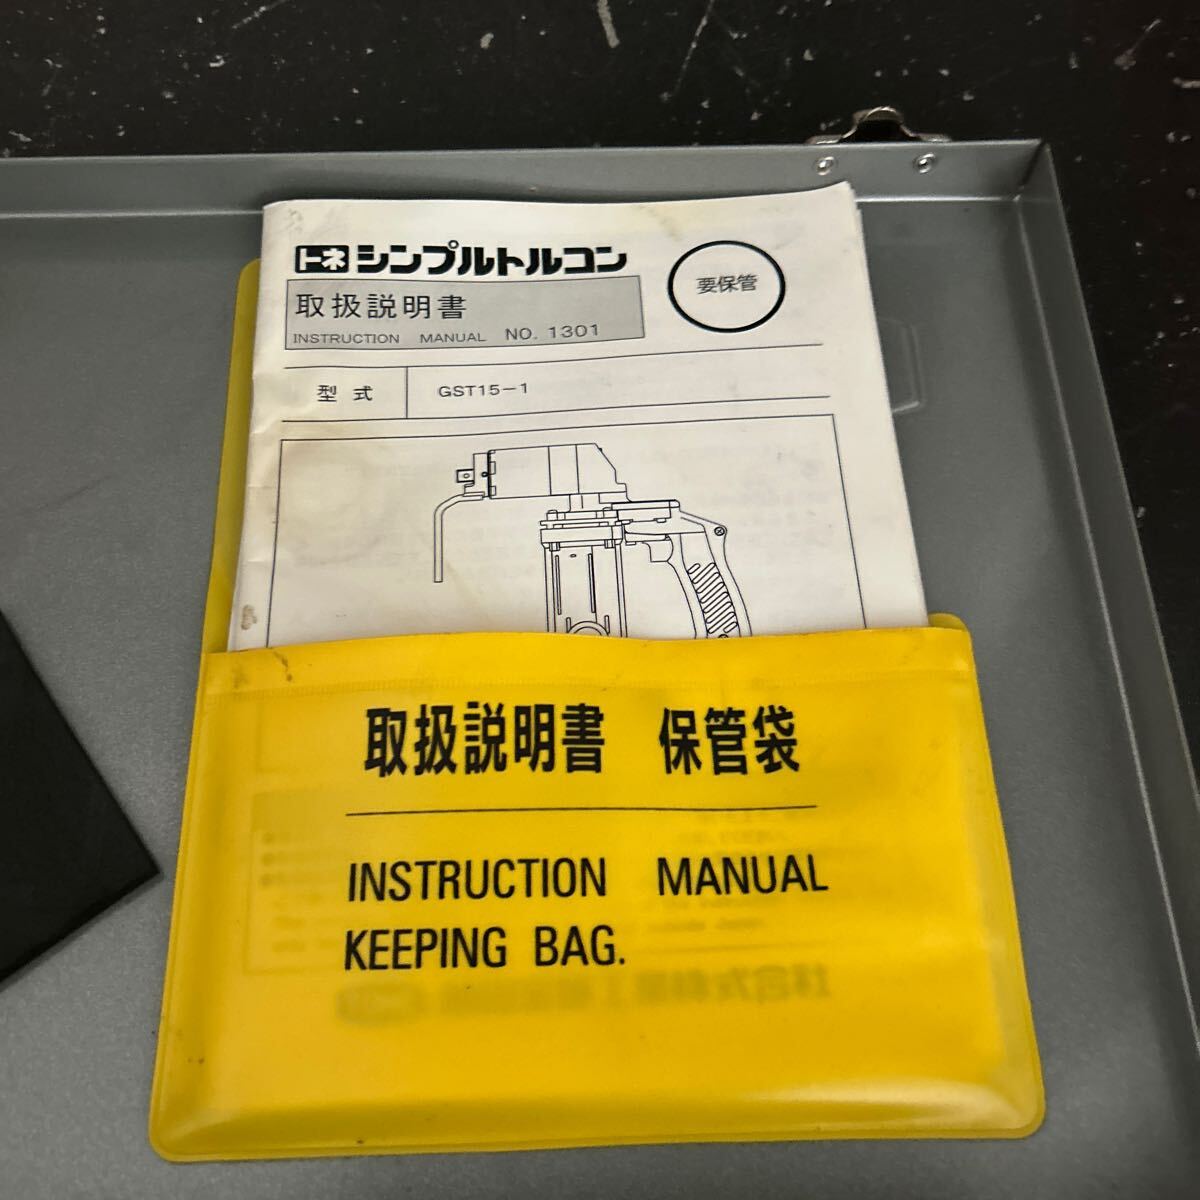 トネ シンプルトルコン
要保管
取扱説明書
INSTRUCTION MANUAL NO. 1301
型式 GST15-1
取扱説明書 保管袋
INSTRUCTION MANUAL
KEEPING BAG.